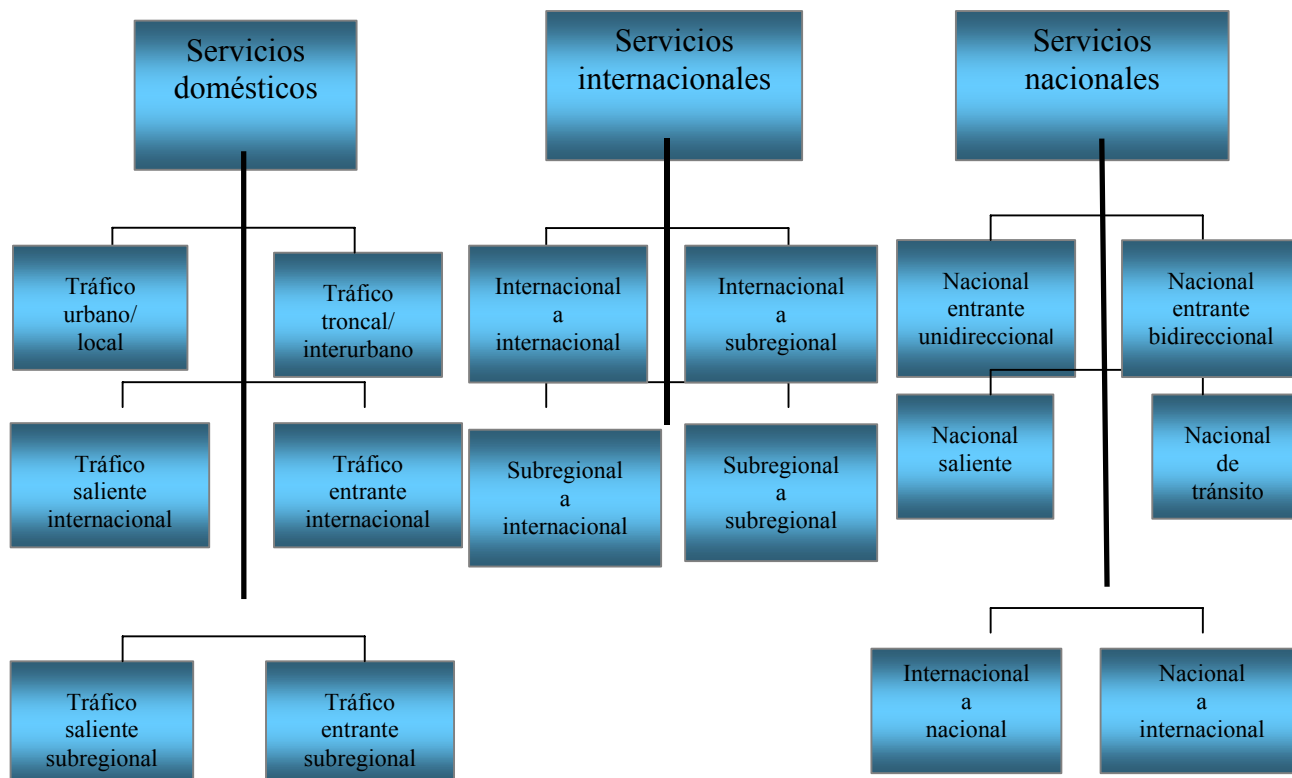 Servicios
domésticos
Tráfico
urbano/
local
Tráfico
troncal/
interurbano
Tráfico
saliente
internacional
Tráfico
entrante
internacional
Tráfico
saliente
subregional
Tráfico
entrante
subregional
Servicios
internacionales
Internacional
a
internacional
Internacional
a
subregional
Subregional
a
internacional
Subregional
a
subregional
Servicios
nacionales
Nacional
entrante
unidireccional
Nacional
entrante
bidireccional
Nacional
saliente
Nacional
de
tránsito
Internacional
a
nacional
Nacional
a
internacional